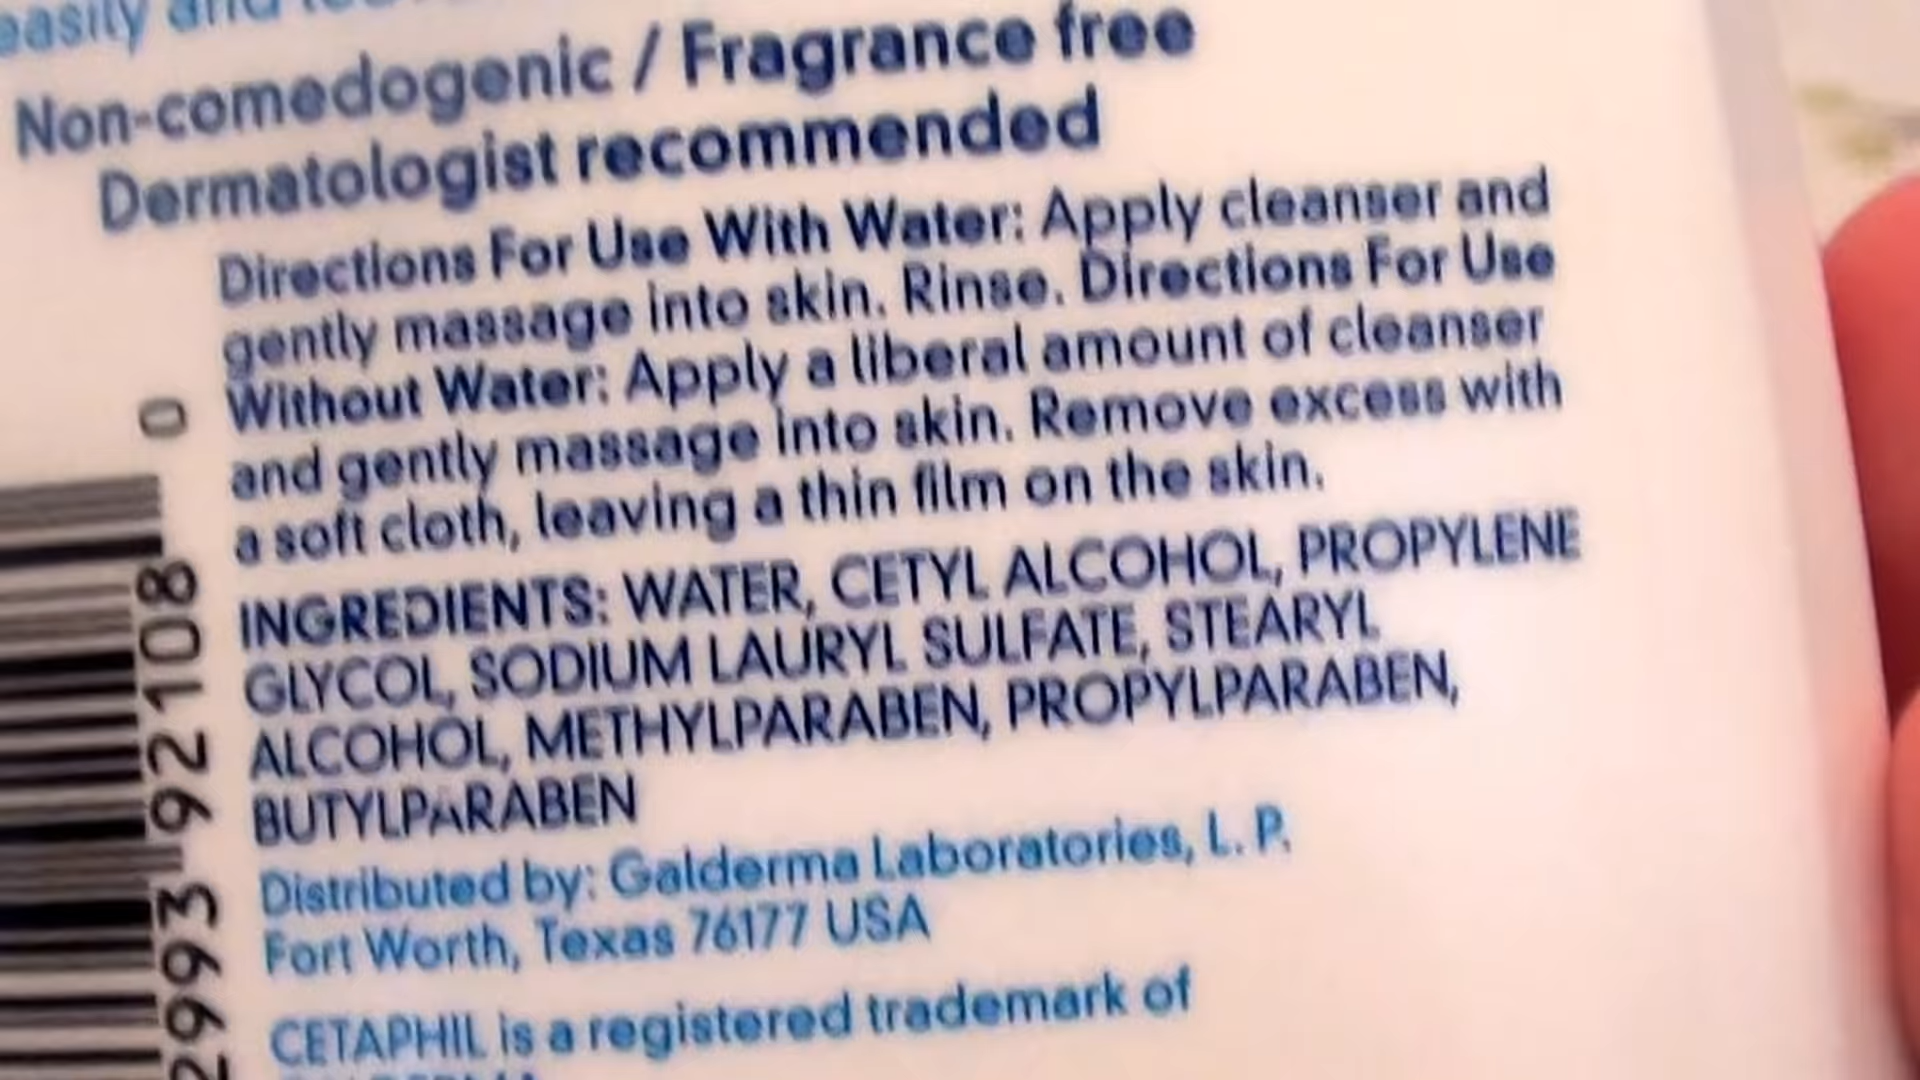 easily and
Non-comedogenic / Fragrance free
Dermatologist recommended
Directions For Use With Water: Apply cleanser and
gently massage into skin. Rinse. Directions For Use
Without Water: Apply a liberal amount of cleanser
and gently massage into skin. Remove excess with
a soft cloth, leaving a thin film on the skin.
INGREDIENTS: WATER, CETYL ALCOHOL, PROPYLENE
GLYCOL, SODIUM LAURYL SULFATE, STEARYL
ALCOHOL, METHYLPARABEN, PROPYLPARABEN,
BUTYLPARABEN
Distributed by: Galderma Laboratories, L. P.
Fort Worth, Texas 76177 USA
CETAPHIL is a registered trademark of
2993 92108 0